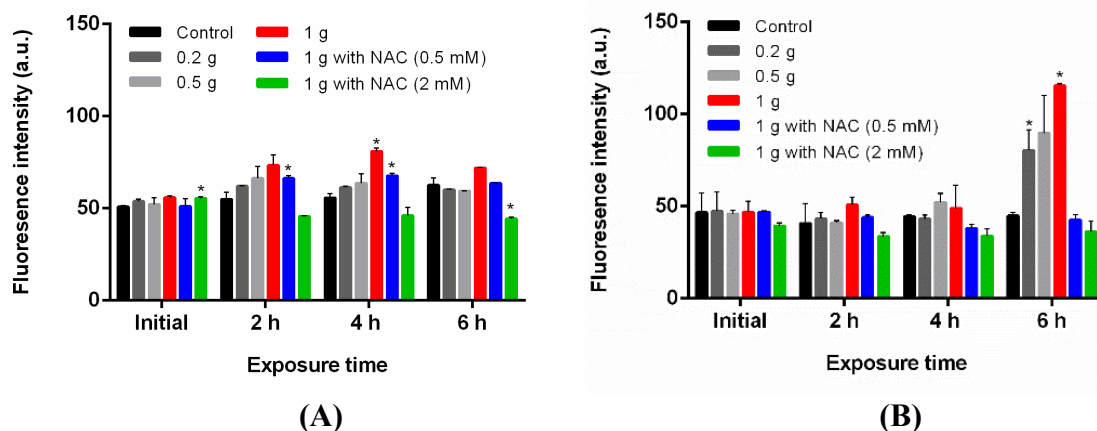 Fluoresence intensity (a.u.)
150
100
50
0
Control
0.2 g
0.5 g
1 g
1 g with NAC (0.5 mM)
1 g with NAC (2 mM)
*
*
*
*
*
Initial
2 h
4 h
6 h
Exposure time
(A)
Fluoresence intensity (a.u.)
150
100
50
0
Control
0.2 g
0.5 g
1 g
1 g with NAC (0.5 mM)
1 g with NAC (2 mM)
*
*
Initial
2 h
4 h
6 h
Exposure time
(B)